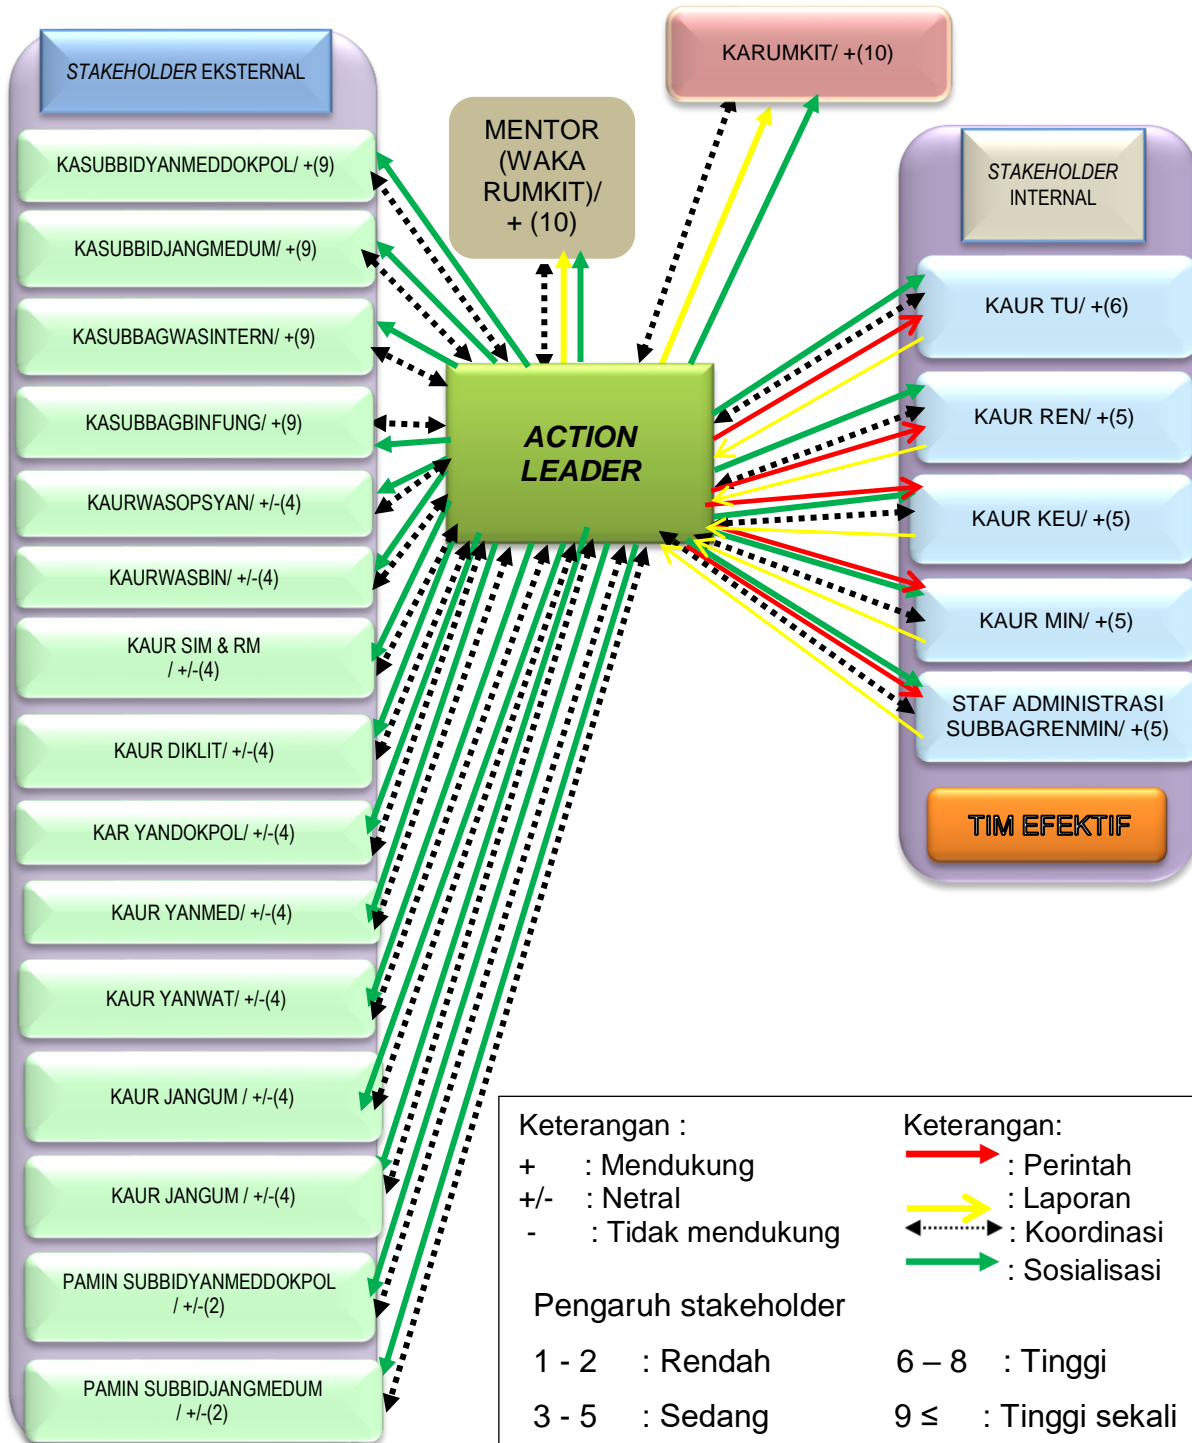 STAKEHOLDER EKSTERNAL
KASUBBIDYANMEDDOKPOL/ +(9)
KASUBBIDJANGMEDUM/ +(9)
KASUBBAGWASINTERN/ +(9)
KASUBBAGBINFUNG/ +(9)
KAURWASOPSYAN/ +/-(4)
KAURWASBIN/ +/-(4)
KAUR SIM & RM
/ +/-(4)
KAUR DIKLIT/ +/-(4)
KAR YANDOKPOL/ +/-(4)
KAUR YANMED/ +/-(4)
KAUR YANWAT/ +/-(4)
KAUR JANGUM / +/-(4)
KAUR JANGUM / +/-(4)
PAMIN SUBBIDYANMEDDOKPOL
/ +/-(2)
PAMIN SUBBIDJANGMEDUM
/ +/-(2)
MENTOR
(WAKA
RUMKIT)/
+ (10)
KARUMKIT/ +(10)
ACTION
LEADER
STAKEHOLDER
INTERNAL
KAUR TU/ +(6)
KAUR REN/ +(5)
KAUR KEU/ +(5)
KAUR MIN/ +(5)
STAF ADMINISTRASI
SUBBAGRENMIN/ +(5)
TIM EFEKTIF
Keterangan :
+ : Mendukung
+/- : Netral
- : Tidak mendukung
Keterangan:
: Perintah
: Laporan
: Koordinasi
: Sosialisasi
Pengaruh stakeholder
1 - 2 : Rendah
6 – 8 : Tinggi
3 - 5 : Sedang
9 ≤ : Tinggi sekali